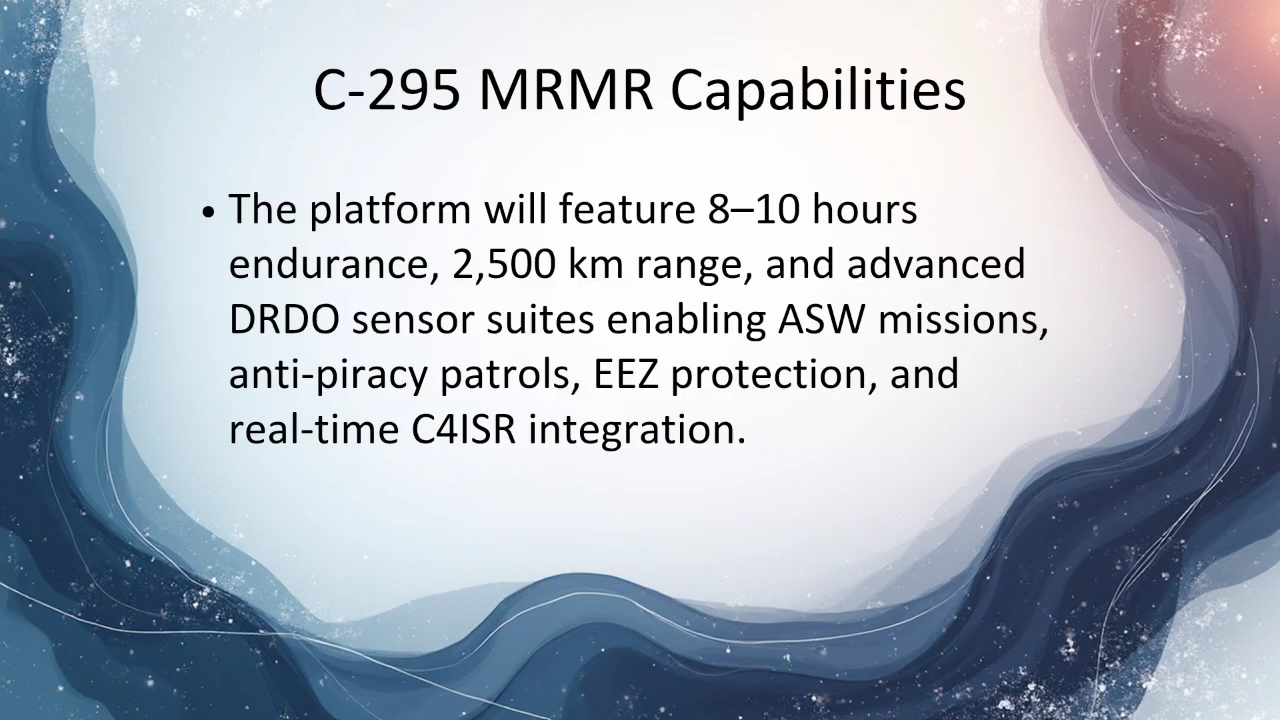 C-295 MRMR Capabilities
• The platform will feature 8–10 hours
endurance, 2,500 km range, and advanced
DRDO sensor suites enabling ASW missions,
anti-piracy patrols, EEZ protection, and
real-time C4ISR integration.